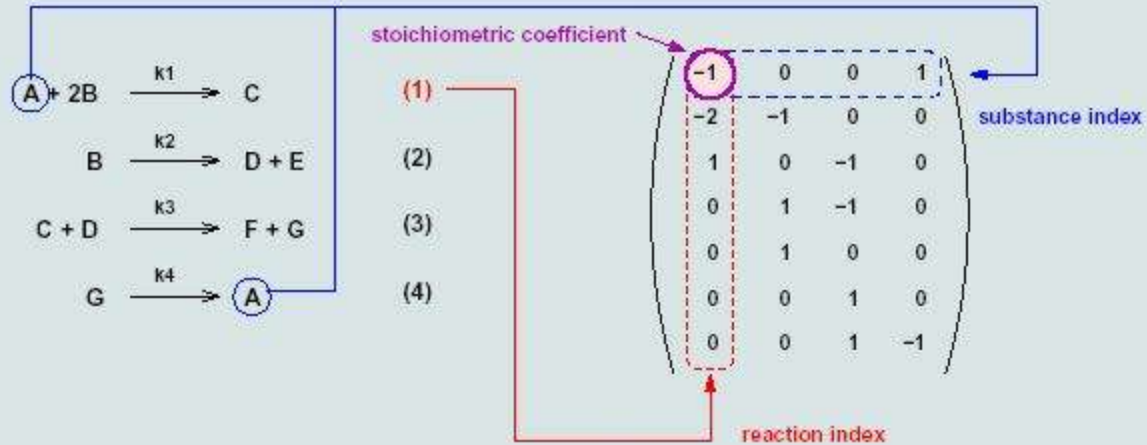 stoichiometric coefficient
A + 2B k1 C (1)
B k2 D + E (2)
C + D k3 F + G (3)
G k4 A (4)
−1 0 0 1
−2 −1 0 0
1 0 −1 0
0 1 −1 0
0 1 0 0
0 0 1 0
0 0 1 −1
substance index
reaction index